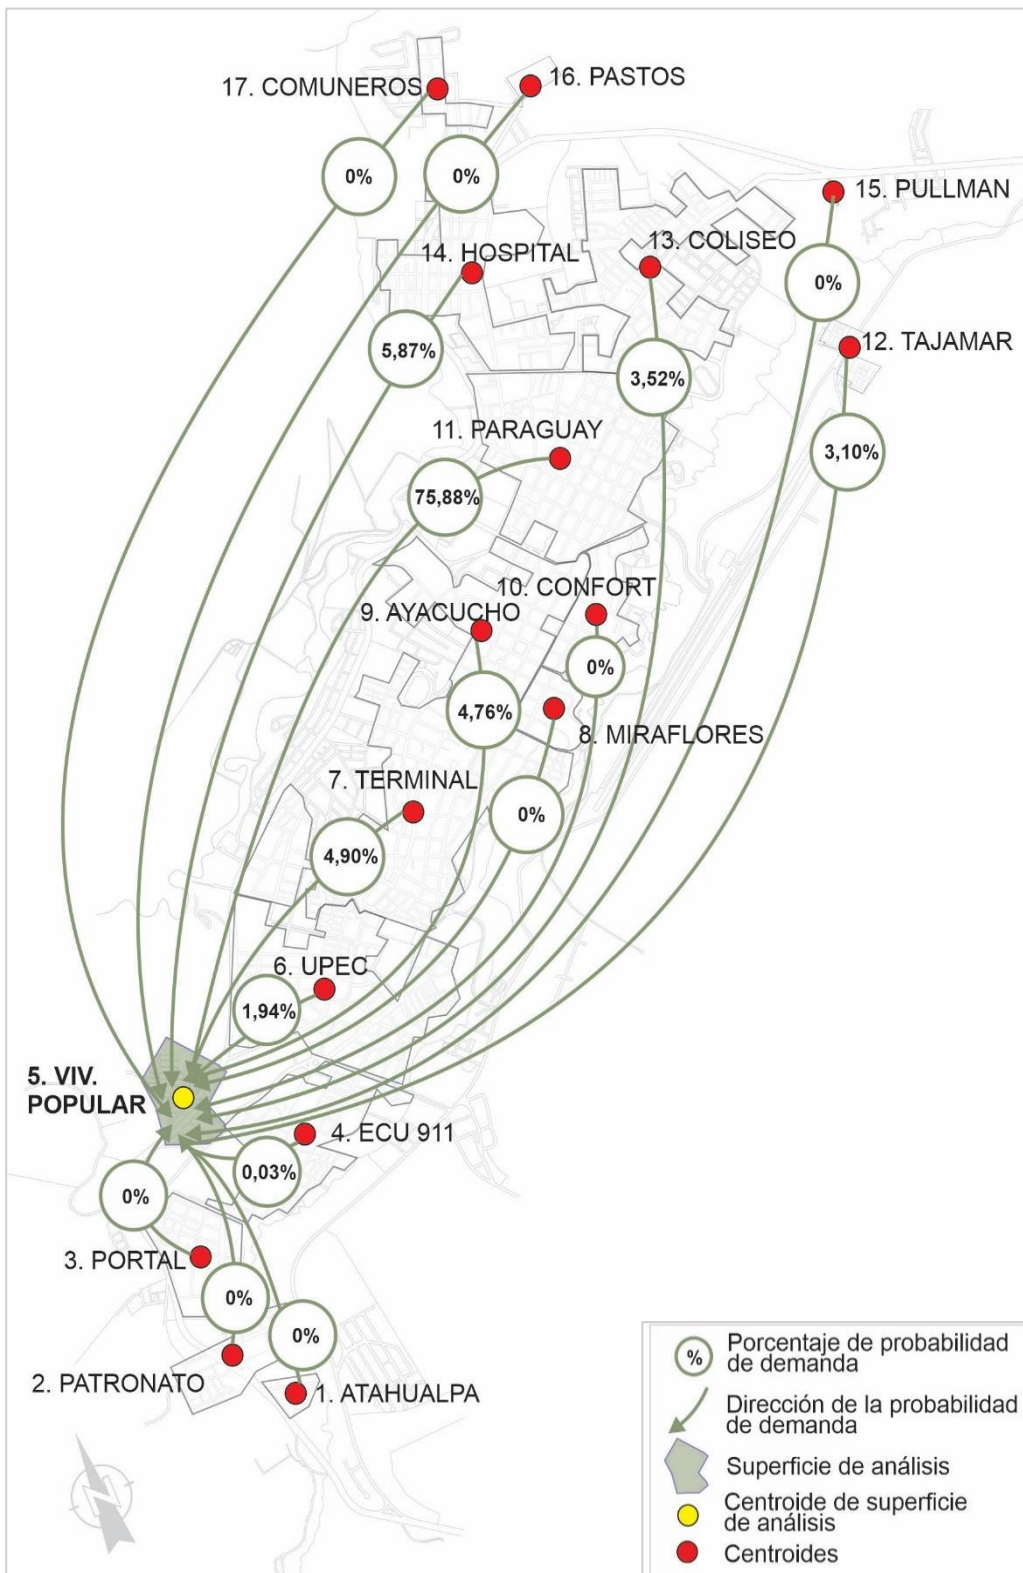 17. COMUNEROS
16. PASTOS
0%
0%
15. PULLMAN
14. HOSPITAL
13. COLISEO
0%
12. TAJAMAR
5,87%
3,52%
11. PARAGUAY
3,10%
75,88%
10. CONFORT
9. AYACUCHO
0%
4,76%
8. MIRAFLORES
7. TERMINAL
0%
4,90%
6. UPEC
1,94%
5. VIV.
POPULAR
4. ECU 911
0,03%
0%
3. PORTAL
0%
0%
2. PATRONATO
1. ATAHUALPA
%
Porcentaje de probabilidad
de demanda
Dirección de la probabilidad
de demanda
Superficie de análisis
Centroide de superficie
de análisis
Centroides